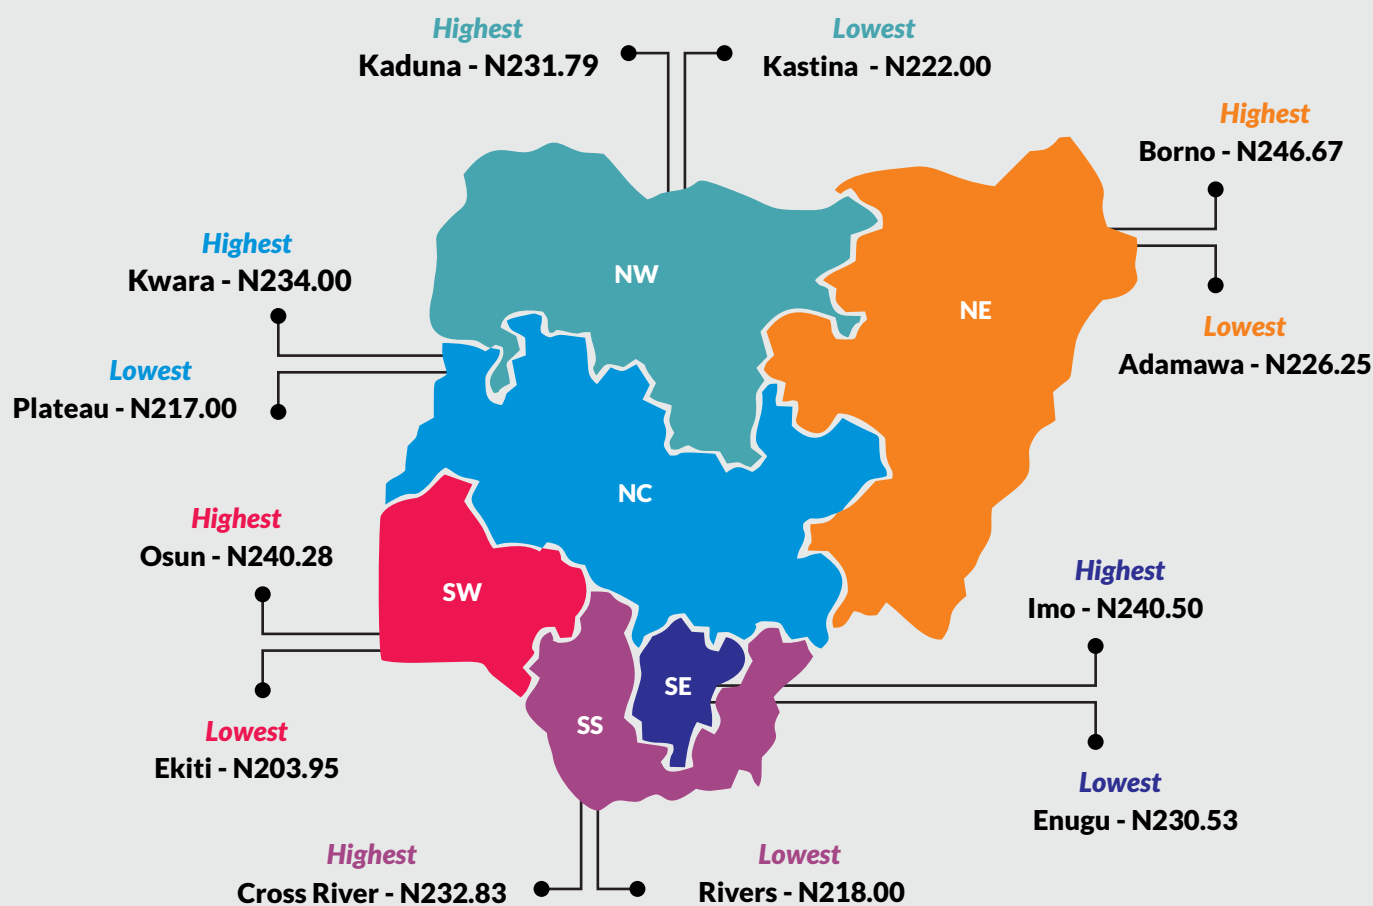 Highest
Kaduna - N231.79
Lowest
Kastina - N222.00
Highest
Borno - N246.67
Lowest
Adamawa - N226.25
Highest
Kwara - N234.00
Lowest
Plateau - N217.00
NW
NE
NC
SW
SS
SE
Highest
Osun - N240.28
Lowest
Ekiti - N203.95
Highest
Imo - N240.50
Lowest
Enugu - N230.53
Highest
Cross River - N232.83
Lowest
Rivers - N218.00